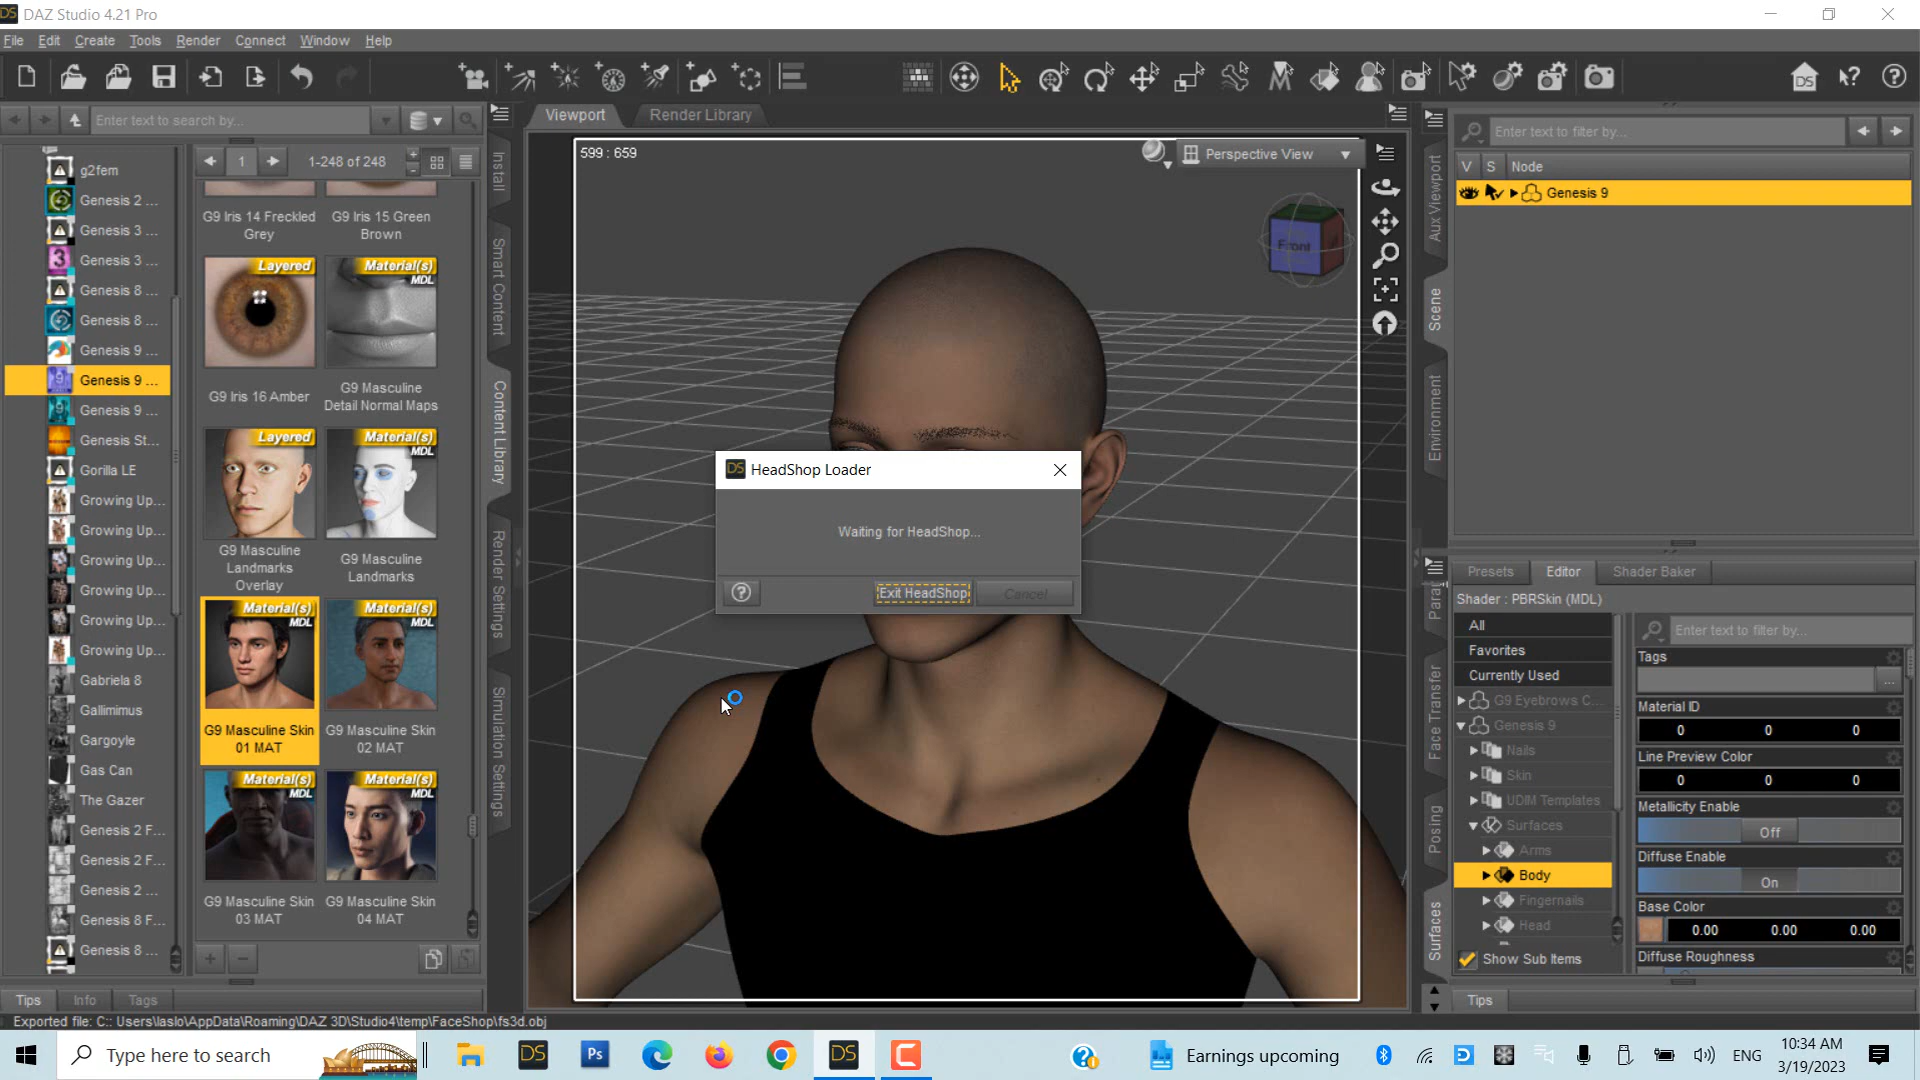 DS DAZ Studio 4.21 Pro
File Edit Create Tools Render Connect Window Help
Enter text to search by...
Viewport
Render Library
Enter text to filter by...
g2fem
Genesis 2 ...
Genesis 3 ...
Genesis 3 ...
Genesis 8 ...
Genesis 8 ...
Genesis 9 ...
Genesis 9 ...
Genesis 9 ...
Genesis St...
Gorilla LE
Growing Up...
Growing Up...
Growing Up...
Growing Up...
Growing Up...
Growing Up...
Gabriela 8
Gallimimus
Gargoyle
Gas Can
The Gazer
Genesis 2 F...
Genesis 2 F...
Genesis 2 ...
Genesis 8 F...
Genesis 8 ...
1
1-248 of 248
G9 Iris 14 Freckled
Grey
G9 Iris 15 Green
Brown
Layered
Material(s)
MDL
G9 Iris 16 Amber
G9 Masculine
Detail Normal Maps
Layered
Material(s)
MDL
G9 Masculine
Landmarks
Overlay
G9 Masculine
Landmarks
Material(s)
MDL
Material(s)
MDL
G9 Masculine Skin
01 MAT
G9 Masculine Skin
02 MAT
Material(s)
MDL
Material(s)
MDL
G9 Masculine Skin
03 MAT
G9 Masculine Skin
04 MAT
Install
Smart Content
Content Library
Render Settings
Simulation Settings
599 : 659
Perspective View
Front
DS HeadShop Loader
Waiting for HeadShop...
Exit HeadShop
Cancel
Aux Viewport
Scene
Environment
V S Node
Genesis 9
Para
Face Transfer
Posing
Surfaces
Presets
Editor
Shader Baker
Shader : PBRSkin (MDL)
All
Favorites
Currently Used
G9 Eyebrows C...
Genesis 9
Nails
Skin
UDIM Templates
Surfaces
Arms
Body
Fingernails
Head
Show Sub Items
Enter text to filter by...
Tags
...
Material ID
0 0 0
Line Preview Color
0 0 0
Metallicity Enable
Off
Diffuse Enable
On
Base Color
0.00 0.00 0.00
Diffuse Roughness
Tips
Info
Tags
Tips
Exported file: C:: Users\laslo\AppData\Roaming\DAZ 3D\Studio4\temp\FaceShop\fs3d.obj
Type here to search
DS
Ps
DS
Earnings upcoming
ENG
10:34 AM
3/19/2023